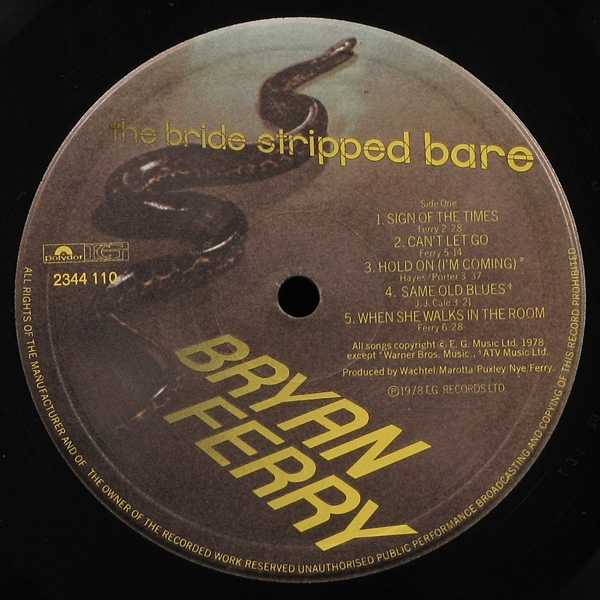 the bride stripped bare
polydor EG
2344 110
Side One
1. SIGN OF THE TIMES
Ferry 2:28
2. CAN'T LET GO
Ferry 5:14
3. HOLD ON (I'M COMING)*
Hayes/Porter 3:37
4. SAME OLD BLUES†
J. J. Cale 3:21
5. WHEN SHE WALKS IN THE ROOM
Ferry 6:28
All songs copyright © E. G. Music Ltd. 1978
except *Warner Bros. Music., †ATV Music Ltd.
Produced by Wachtel/Marotta/Puxley/Nye/Ferry.
℗1978 E.G. RECORDS LTD.
BRYAN
FERRY
ALL RIGHTS OF THE MANUFACTURER AND OF THE OWNER OF THE RECORDED WORK RESERVED UNAUTHORISED PUBLIC PERFORMANCE BROADCASTING AND COPYING OF THIS RECORD PROHIBITED